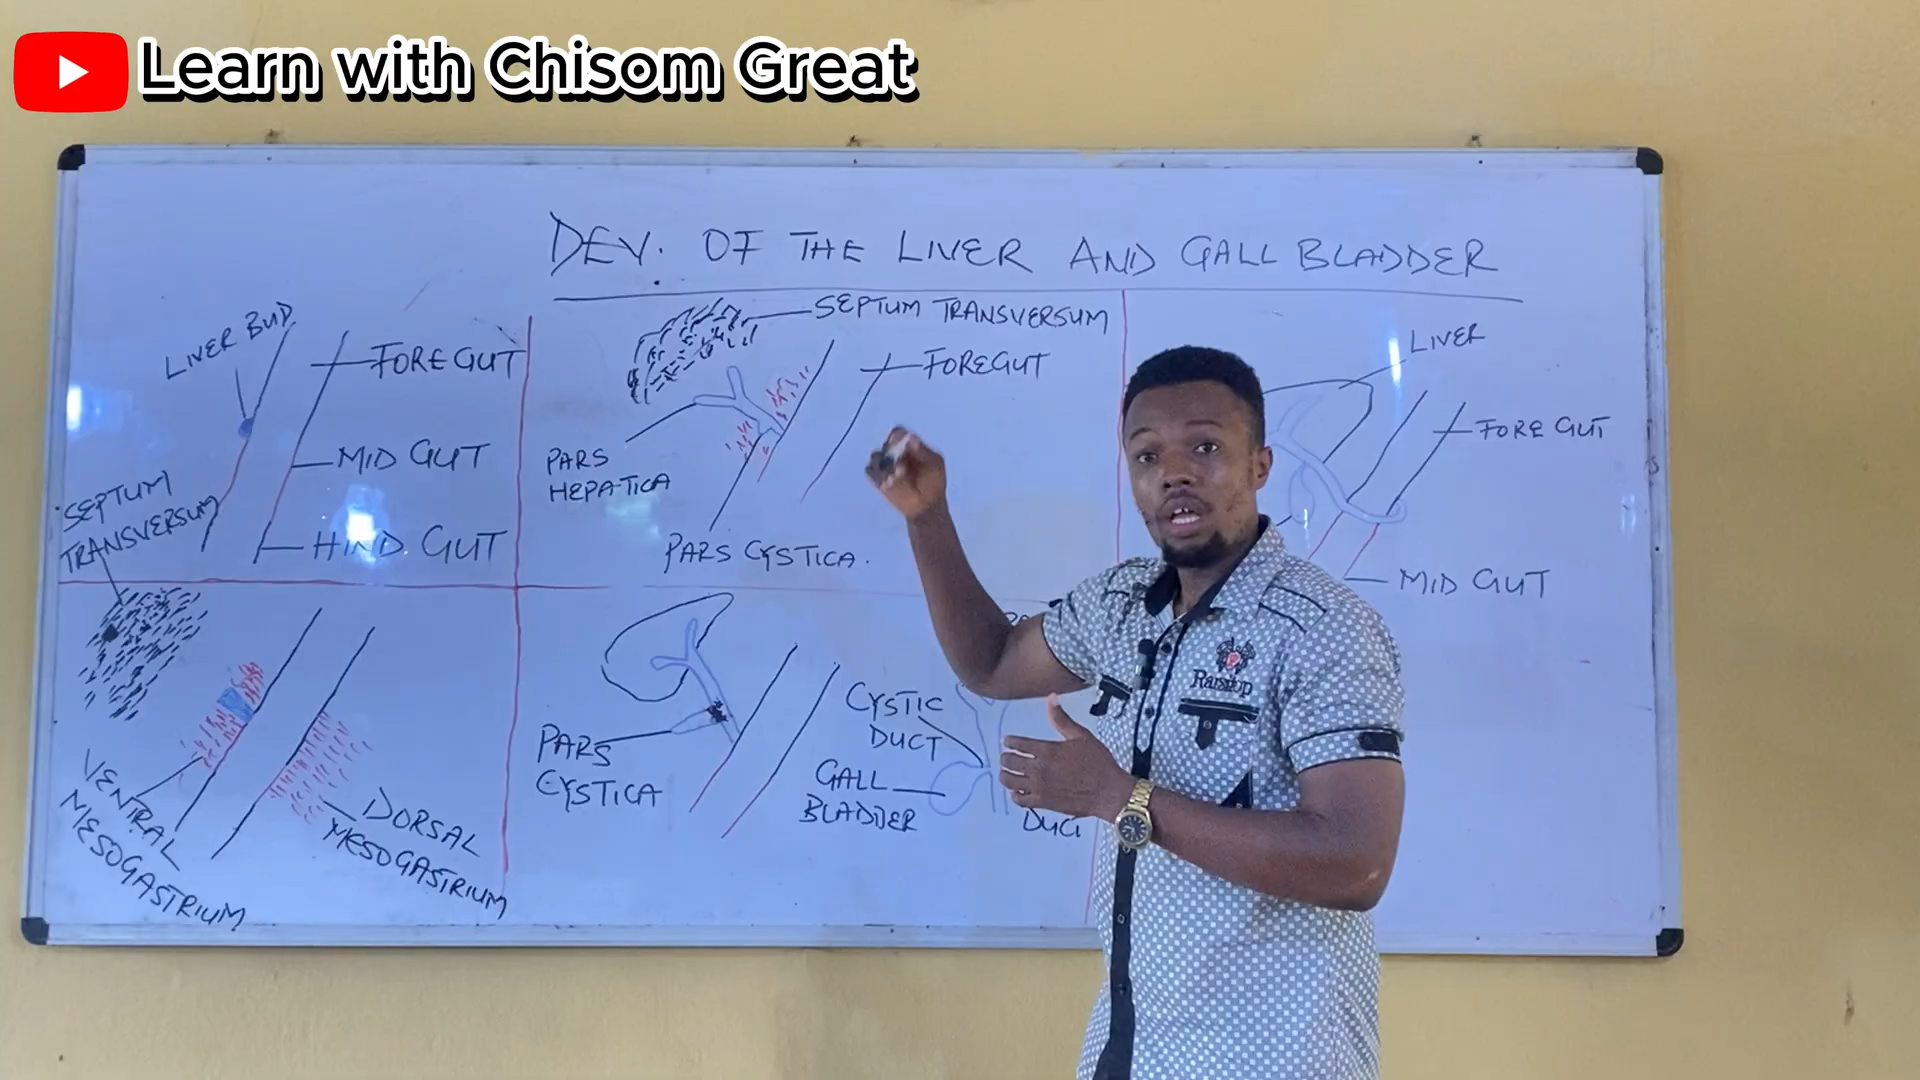 Learn with Chisom Great
DEV. OF THE LIVER AND GALL BLADDER
LIVER BUD
FOREGUT
MID GUT
HIND GUT
SEPTUM
TRANSVERSUM
VENTRAL
MESOGASTRIUM
DORSAL
MESOGASTRIUM
SEPTUM TRANSVERSUM
FOREGUT
PARS
HEPATICA
PARS CYSTICA.
PARS
CYSTICA
CYSTIC
DUCT
GALL
BLADDER
DUCT
LIVER
FORE GUT
MID GUT